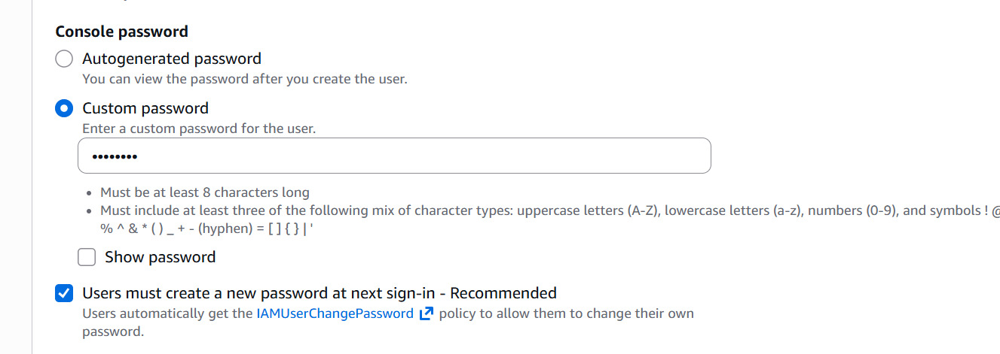 Console password
Autogenerated password
You can view the password after you create the user.
Custom password
Enter a custom password for the user.
••••••••
• Must be at least 8 characters long
• Must include at least three of the following mix of character types: uppercase letters (A-Z), lowercase letters (a-z), numbers (0-9), and symbols ! @
% ^ & * ( ) _ + - (hyphen) = [ ] { } | '
Show password
Users must create a new password at next sign-in - Recommended
Users automatically get the IAMUserChangePassword policy to allow them to change their own
password.